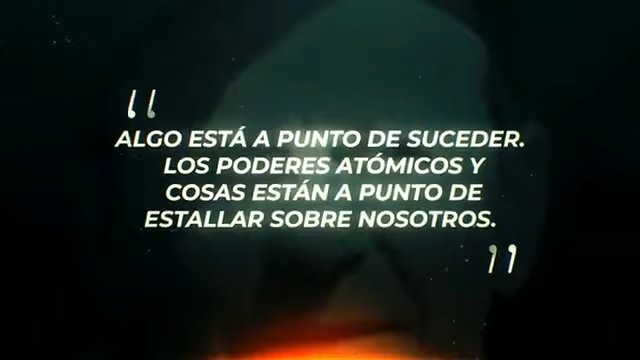 ALGO ESTÁ A PUNTO DE SUCEDER.
LOS PODERES ATÓMICOS Y
COSAS ESTÁN A PUNTO DE
ESTALLAR SOBRE NOSOTROS.